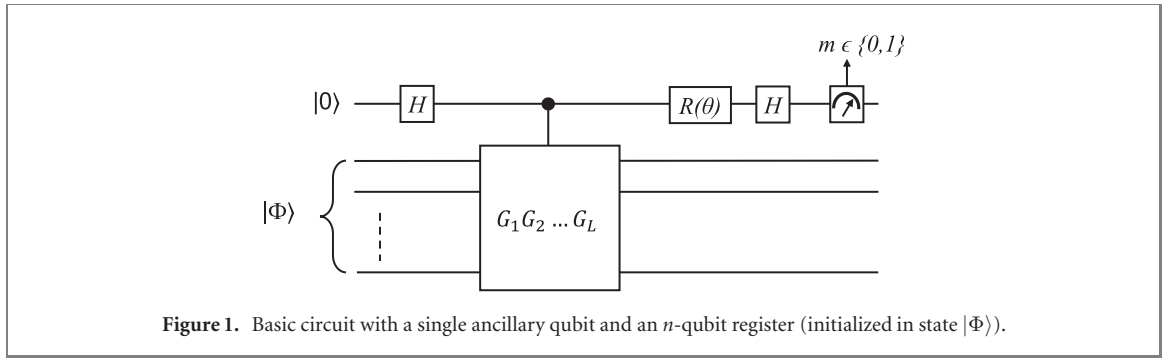 m ϵ {0,1}
|0⟩ H R(θ) H
|Φ⟩ G₁G₂ … G_L
Figure 1. Basic circuit with a single ancillary qubit and an n-qubit register (initialized in state |Φ⟩).